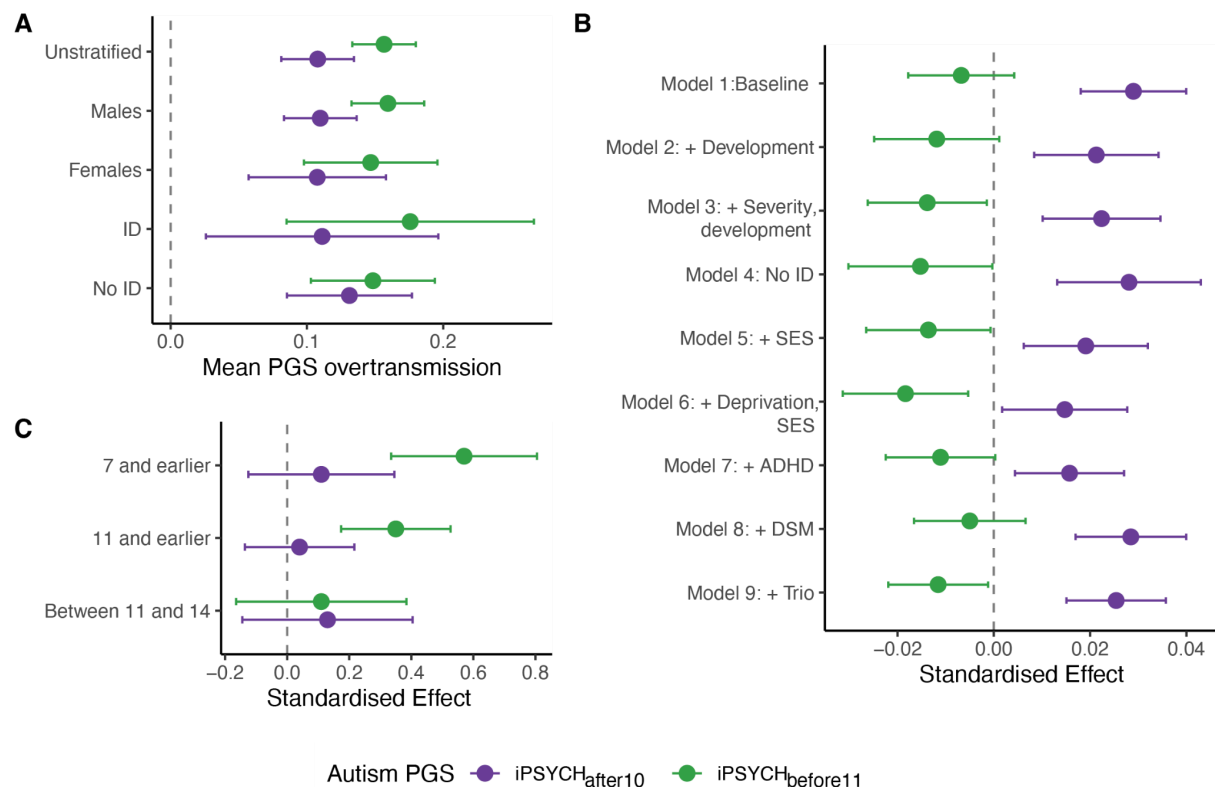 A
Unstratified
Males
Females
ID
No ID
0.0
0.1
0.2
Mean PGS overtransmission
B
Model 1:Baseline
Model 2: + Development
Model 3: + Severity,
development
Model 4: No ID
Model 5: + SES
Model 6: + Deprivation,
SES
Model 7: + ADHD
Model 8: + DSM
Model 9: + Trio
−0.02
0.00
0.02
0.04
Standardised Effect
C
7 and earlier
11 and earlier
Between 11 and 14
−0.2
0.0
0.2
0.4
0.6
0.8
Standardised Effect
Autism PGS iPSYCHafter10 iPSYCHbefore11